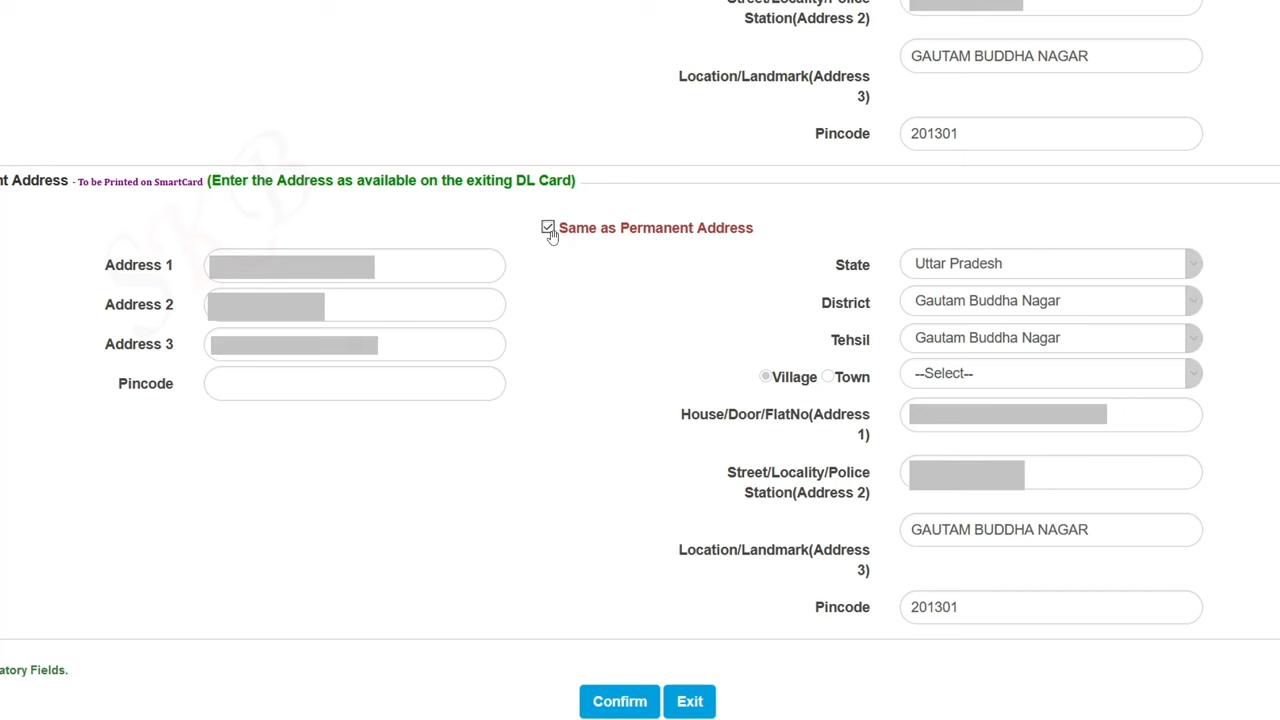 Station(Address 2)
GAUTAM BUDDHA NAGAR
Location/Landmark(Address
3)
Pincode 201301
Address - To be Printed on SmartCard (Enter the Address as available on the exiting DL Card)
Same as Permanent Address
Address 1
Address 2
Address 3
Pincode
State Uttar Pradesh
District Gautam Buddha Nagar
Tehsil Gautam Buddha Nagar
Village Town --Select--
House/Door/FlatNo(Address
1)
Street/Locality/Police
Station(Address 2)
GAUTAM BUDDHA NAGAR
Location/Landmark(Address
3)
Pincode 201301
atory Fields.
Confirm Exit
SKB